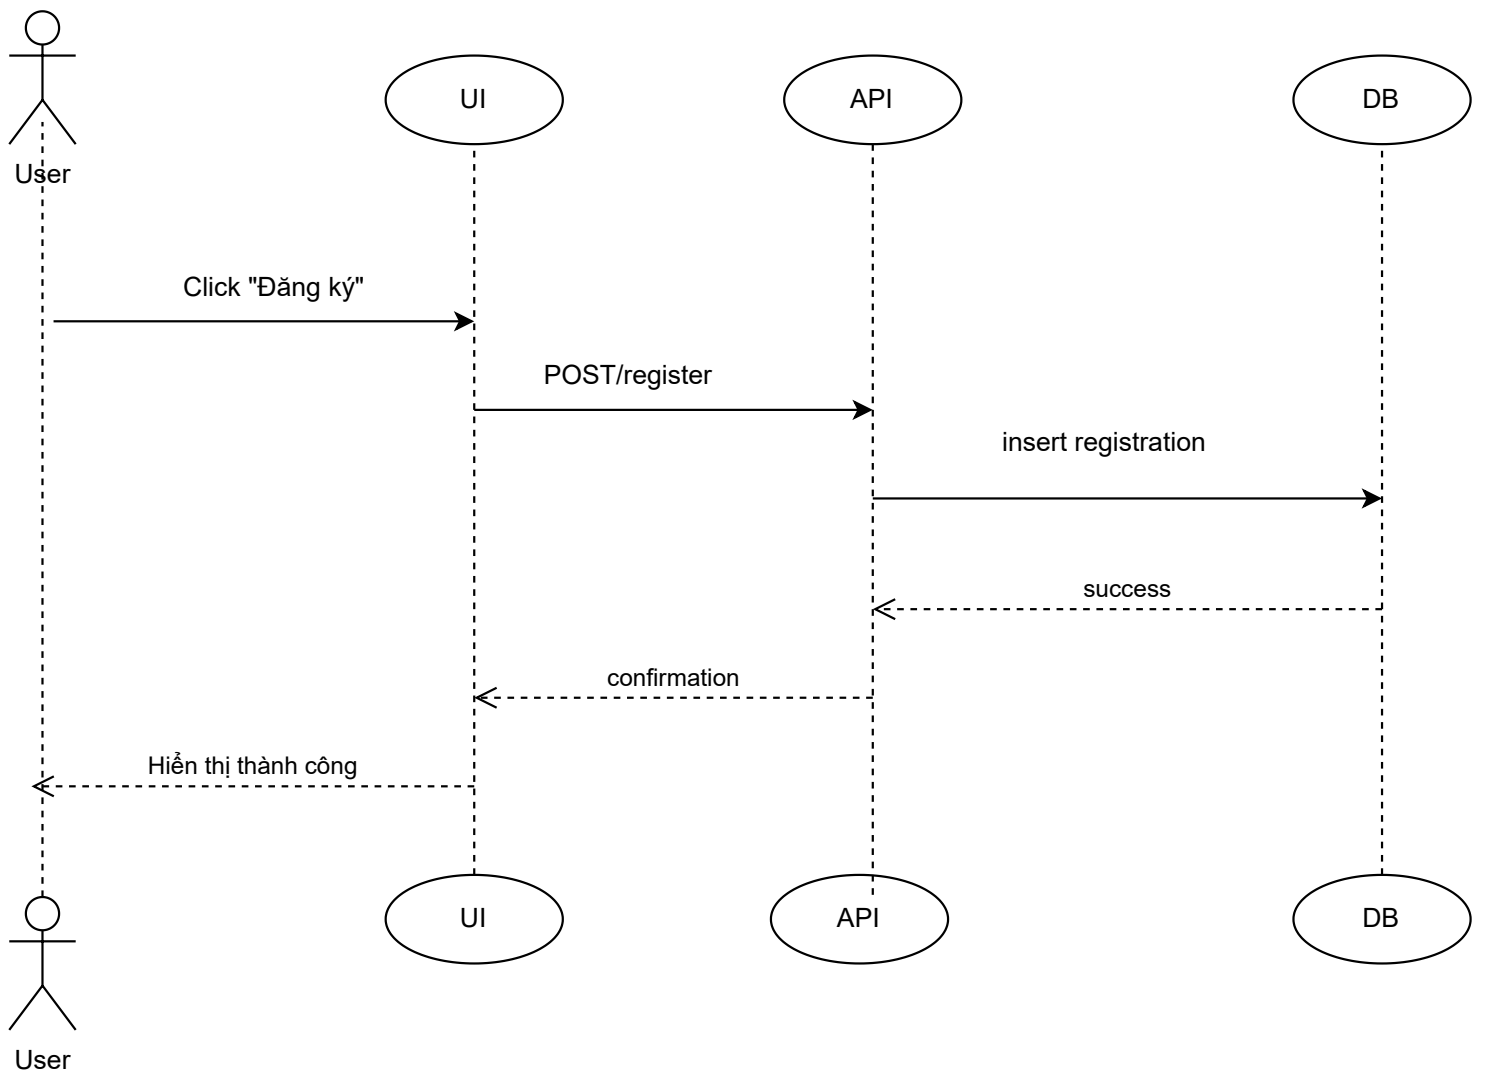 User
UI
API
DB
Click "Đăng ký"
POST/register
insert registration
success
confirmation
Hiển thị thành công
UI
API
DB
User